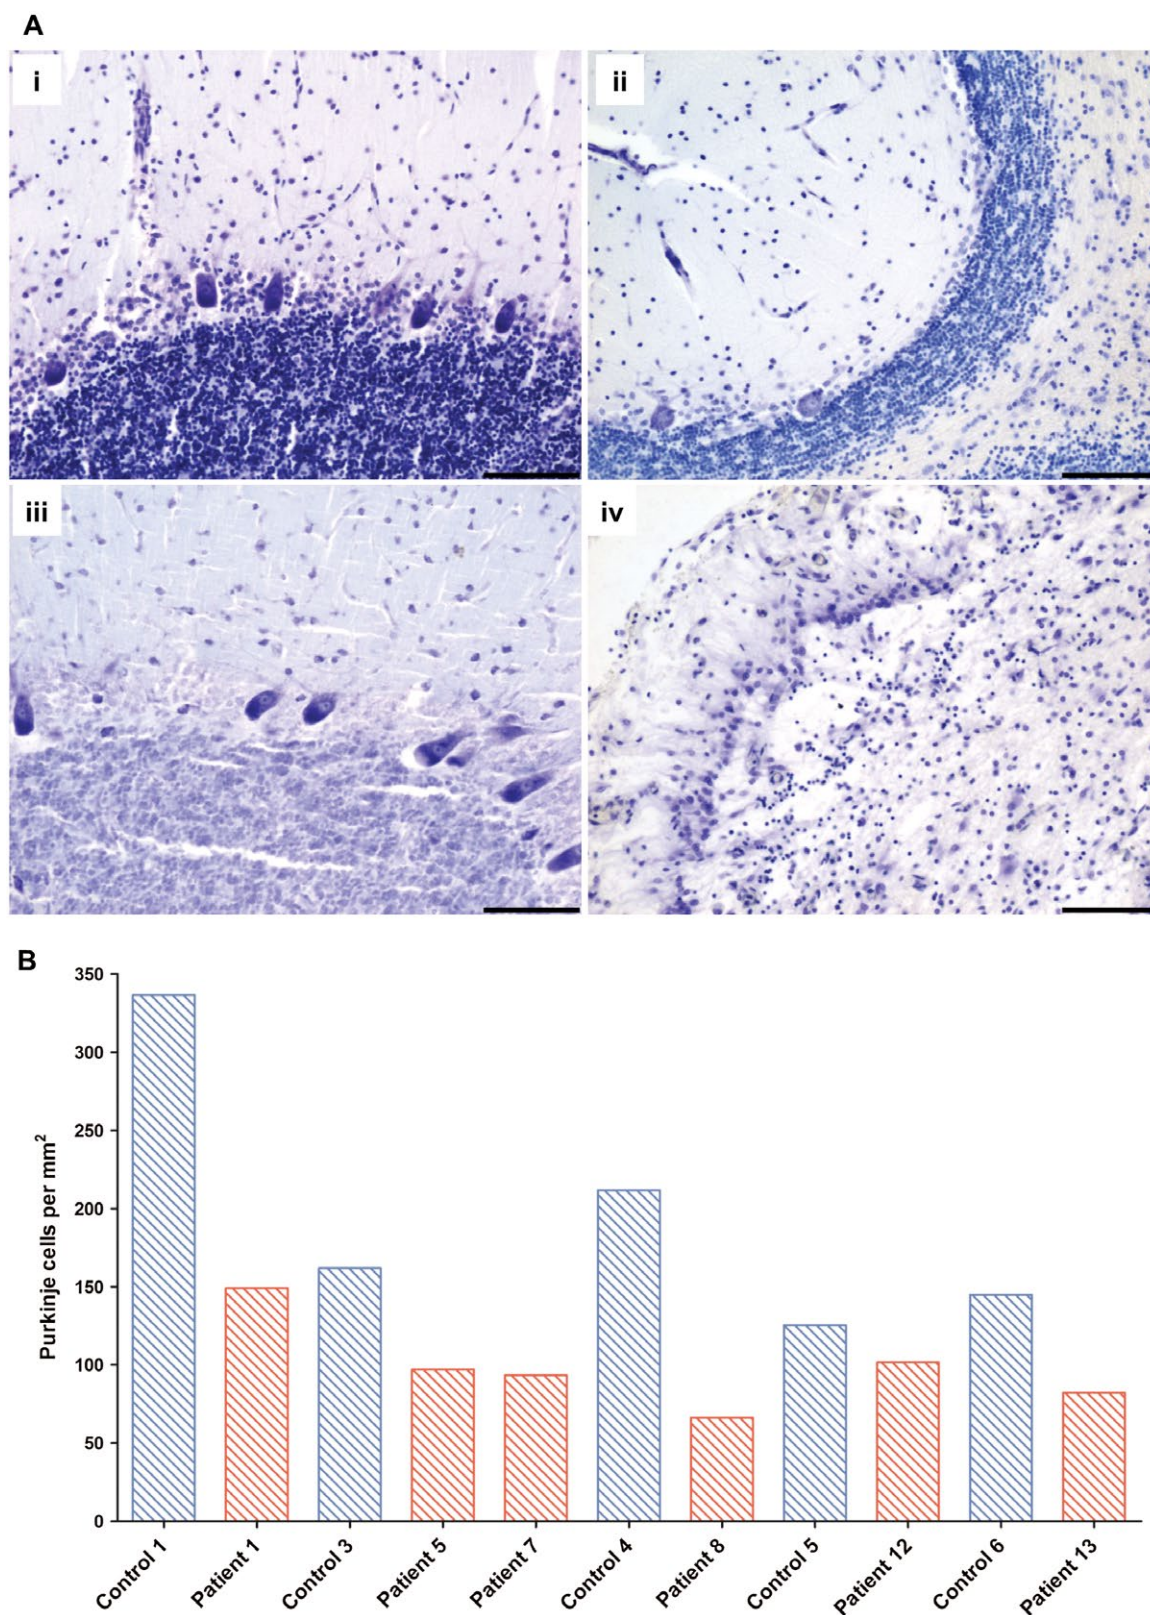 A
i
ii
iii
iv
B
350
300
250
200
150
100
50
0
Purkinje cells per mm²
Control 1
Patient 1
Control 3
Patient 5
Patient 7
Control 4
Patient 8
Control 5
Patient 12
Control 6
Patient 13